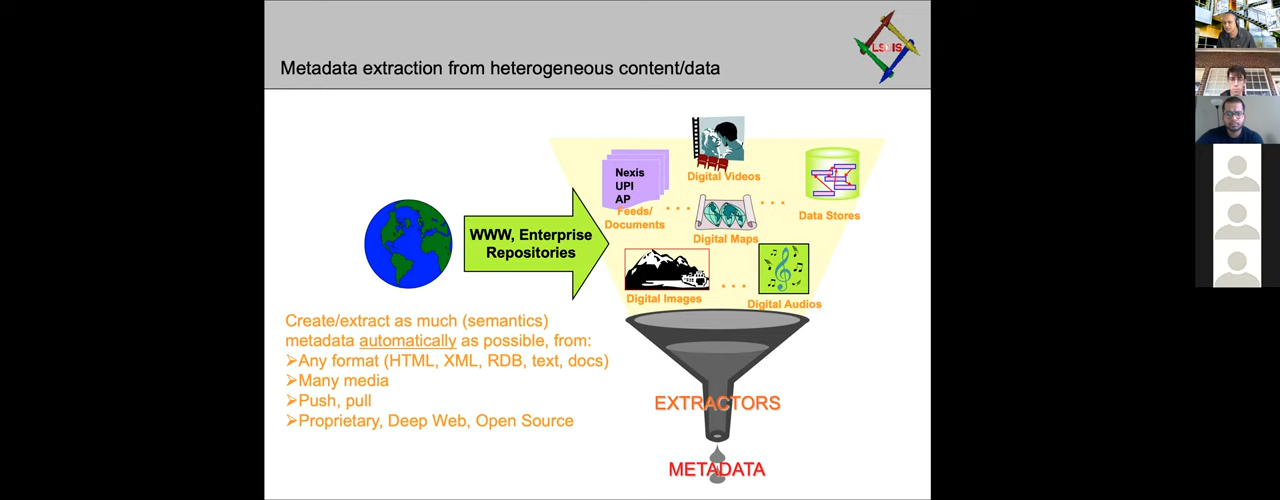 LSDIS
Metadata extraction from heterogeneous content/data
Nexis
UPI
AP
Feeds/
Documents
Digital Videos
Data Stores
Digital Maps
WWW, Enterprise
Repositories
Digital Images
Digital Audios
Create/extract as much (semantics)
metadata automatically as possible, from:
➢Any format (HTML, XML, RDB, text, docs)
➢Many media
➢Push, pull
➢Proprietary, Deep Web, Open Source
EXTRACTORS
METADATA